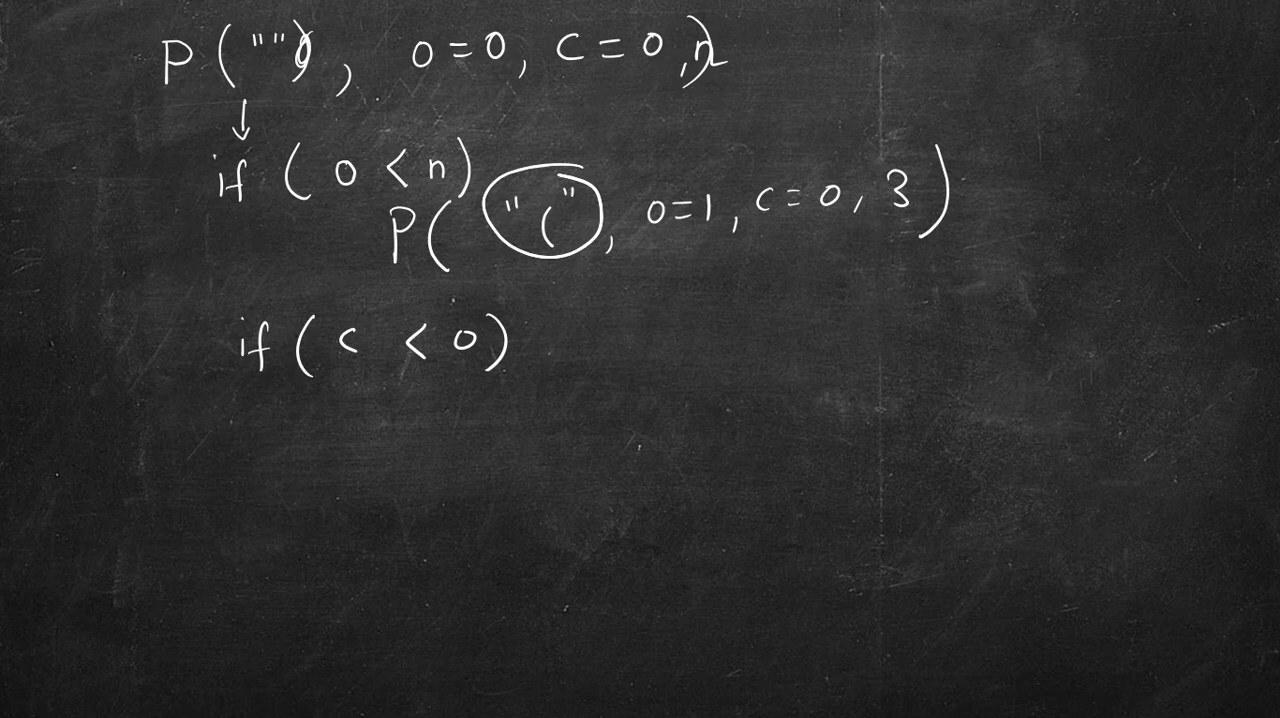 P ( "" ) , o = 0 , c = 0 , n )
if ( o < n )
P ( " ( " , o = 1 , c = 0 , 3 )
if ( c < o )